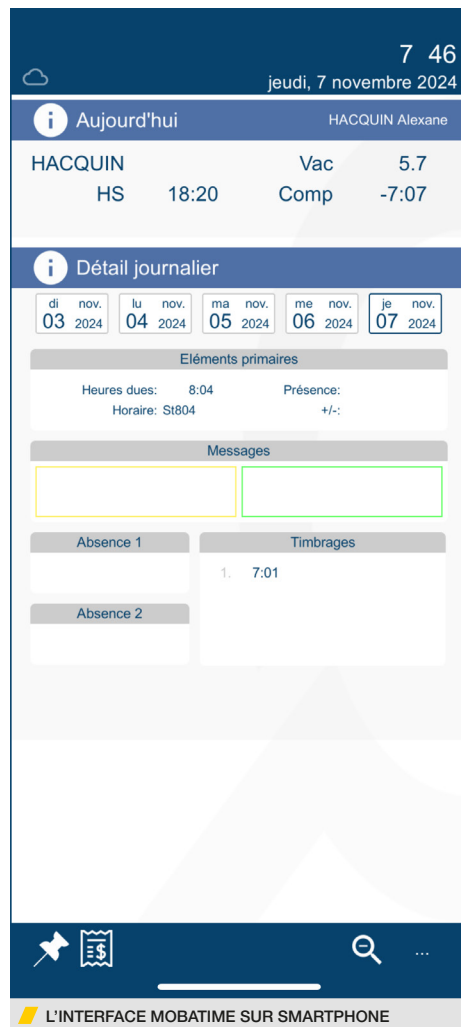 7 46
jeudi, 7 novembre 2024
i Aujourd'hui HACQUIN Alexane
HACQUIN Vac 5.7
HS 18:20 Comp -7:07
i Détail journalier
di nov. lu nov. ma nov. me nov. je nov.
03 2024 04 2024 05 2024 06 2024 07 2024
Eléments primaires
Heures dues: 8:04 Présence:
Horaire: St804 +/-:
Messages
Absence 1 Timbrages
1. 7:01
Absence 2
$
...
L'INTERFACE MOBATIME SUR SMARTPHONE